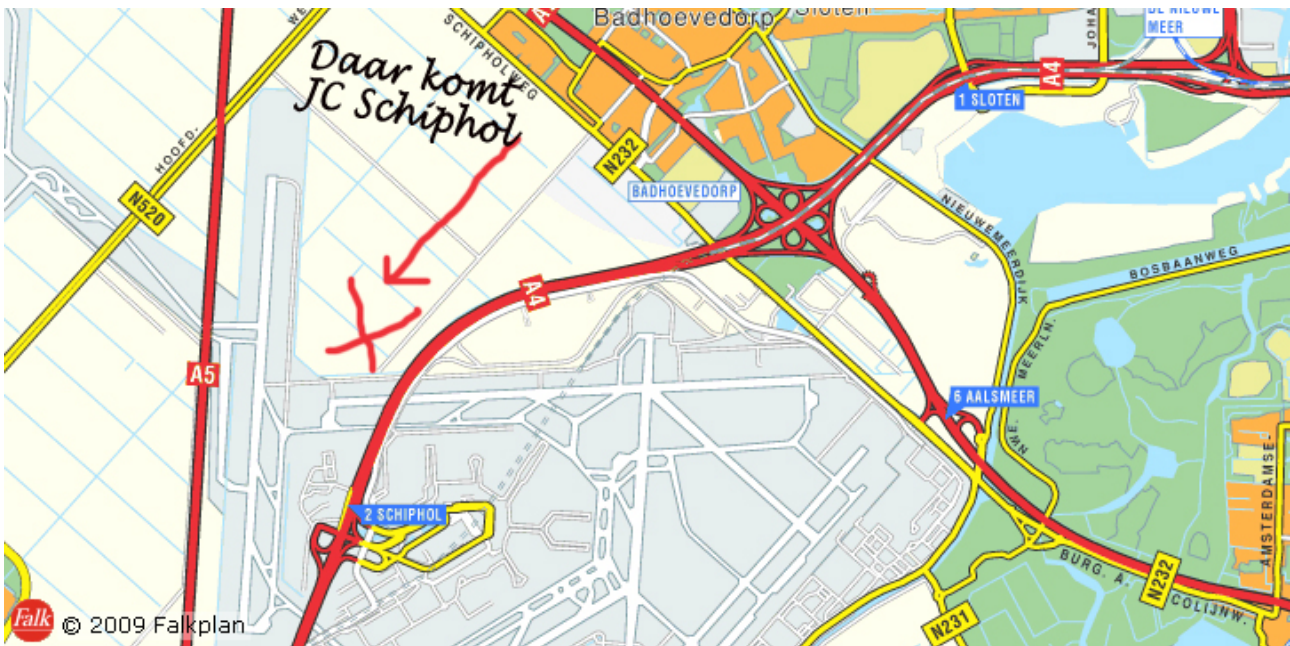 Badhoevedorp
Sloten
DE NIEUWE
MEER
SCHIPHOLWEG
JOHA
A4
Daar komt
JC Schiphol
1 SLOTEN
HOOFD.
N232
BADHOEVEDORP
N520
NIEUWEMEERDIJK
BOSBAANWEG
A4
MEERLN.
A5
6 AALSMEER
NWE.
2 SCHIPHOL
AMSTERDAMSE-
BURG. A.
N232
COLIJNW.
N231
Falk © 2009 Falkplan